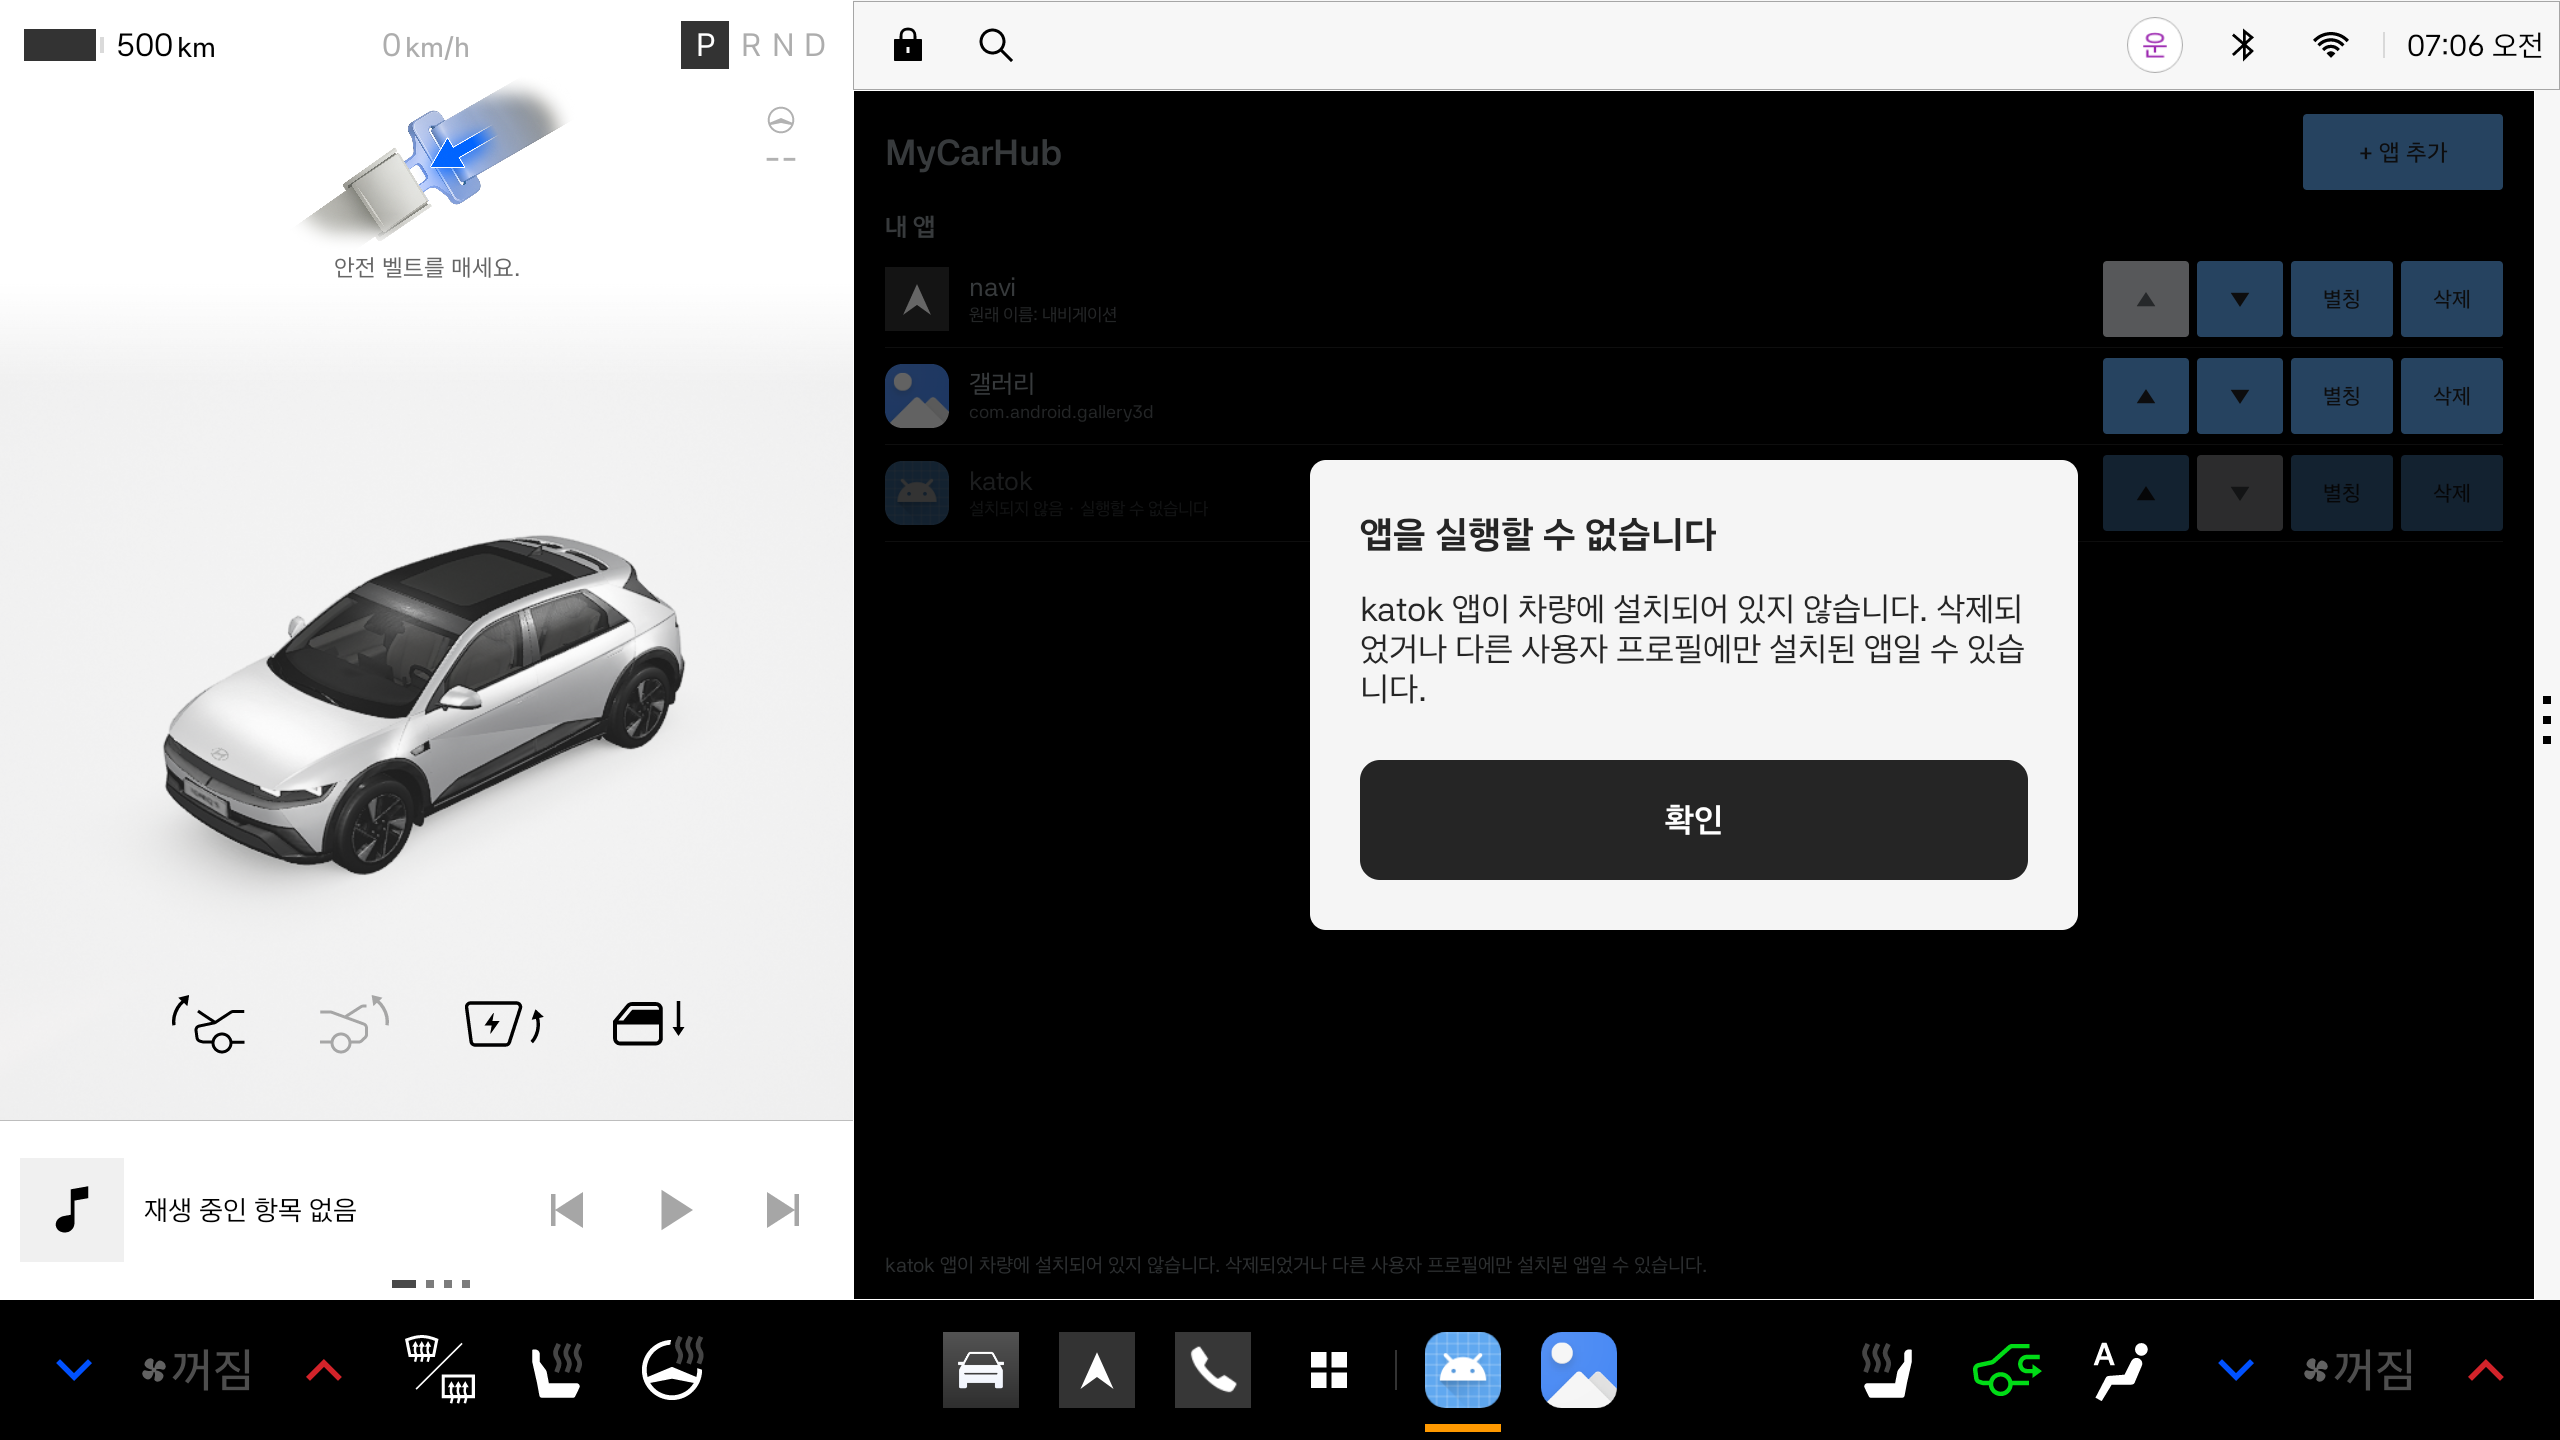 500 km
0 km/h
P R N D
운
07:06 오전
--
안전 벨트를 매세요.
MyCarHub
+ 앱 추가
내 앱
navi
원래 이름: 내비게이션
별칭
삭제
갤러리
com.android.gallery3d
별칭
삭제
katok
설치되지 않음 · 실행할 수 없습니다
별칭
삭제
앱을 실행할 수 없습니다
katok 앱이 차량에 설치되어 있지 않습니다. 삭제되
었거나 다른 사용자 프로필에만 설치된 앱일 수 있습
니다.
확인
재생 중인 항목 없음
katok 앱이 차량에 설치되어 있지 않습니다. 삭제되었거나 다른 사용자 프로필에만 설치된 앱일 수 있습니다.
꺼짐
A
꺼짐